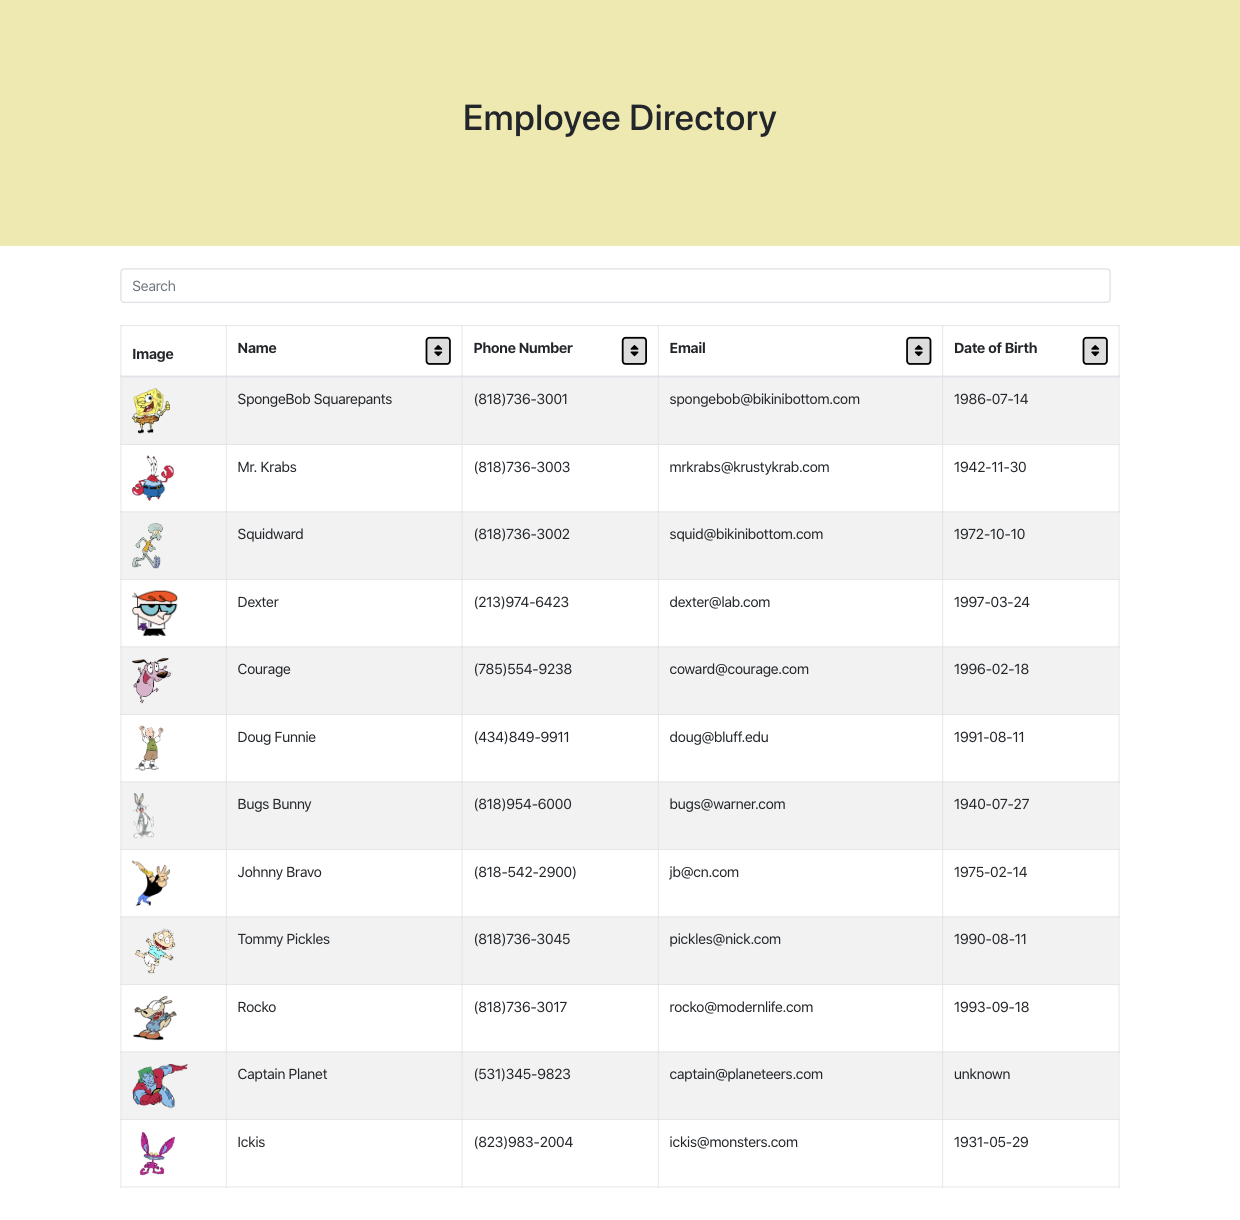 Employee Directory
Search
Image Name Phone Number Email Date of Birth
SpongeBob Squarepants (818)736-3001 spongebob@bikinibottom.com 1986-07-14
Mr. Krabs (818)736-3003 mrkrabs@krustykrab.com 1942-11-30
Squidward (818)736-3002 squid@bikinibottom.com 1972-10-10
Dexter (213)974-6423 dexter@lab.com 1997-03-24
Courage (785)554-9238 coward@courage.com 1996-02-18
Doug Funnie (434)849-9911 doug@bluff.edu 1991-08-11
Bugs Bunny (818)954-6000 bugs@warner.com 1940-07-27
Johnny Bravo (818-542-2900) jb@cn.com 1975-02-14
Tommy Pickles (818)736-3045 pickles@nick.com 1990-08-11
Rocko (818)736-3017 rocko@modernlife.com 1993-09-18
Captain Planet (531)345-9823 captain@planeteers.com unknown
Ickis (823)983-2004 ickis@monsters.com 1931-05-29